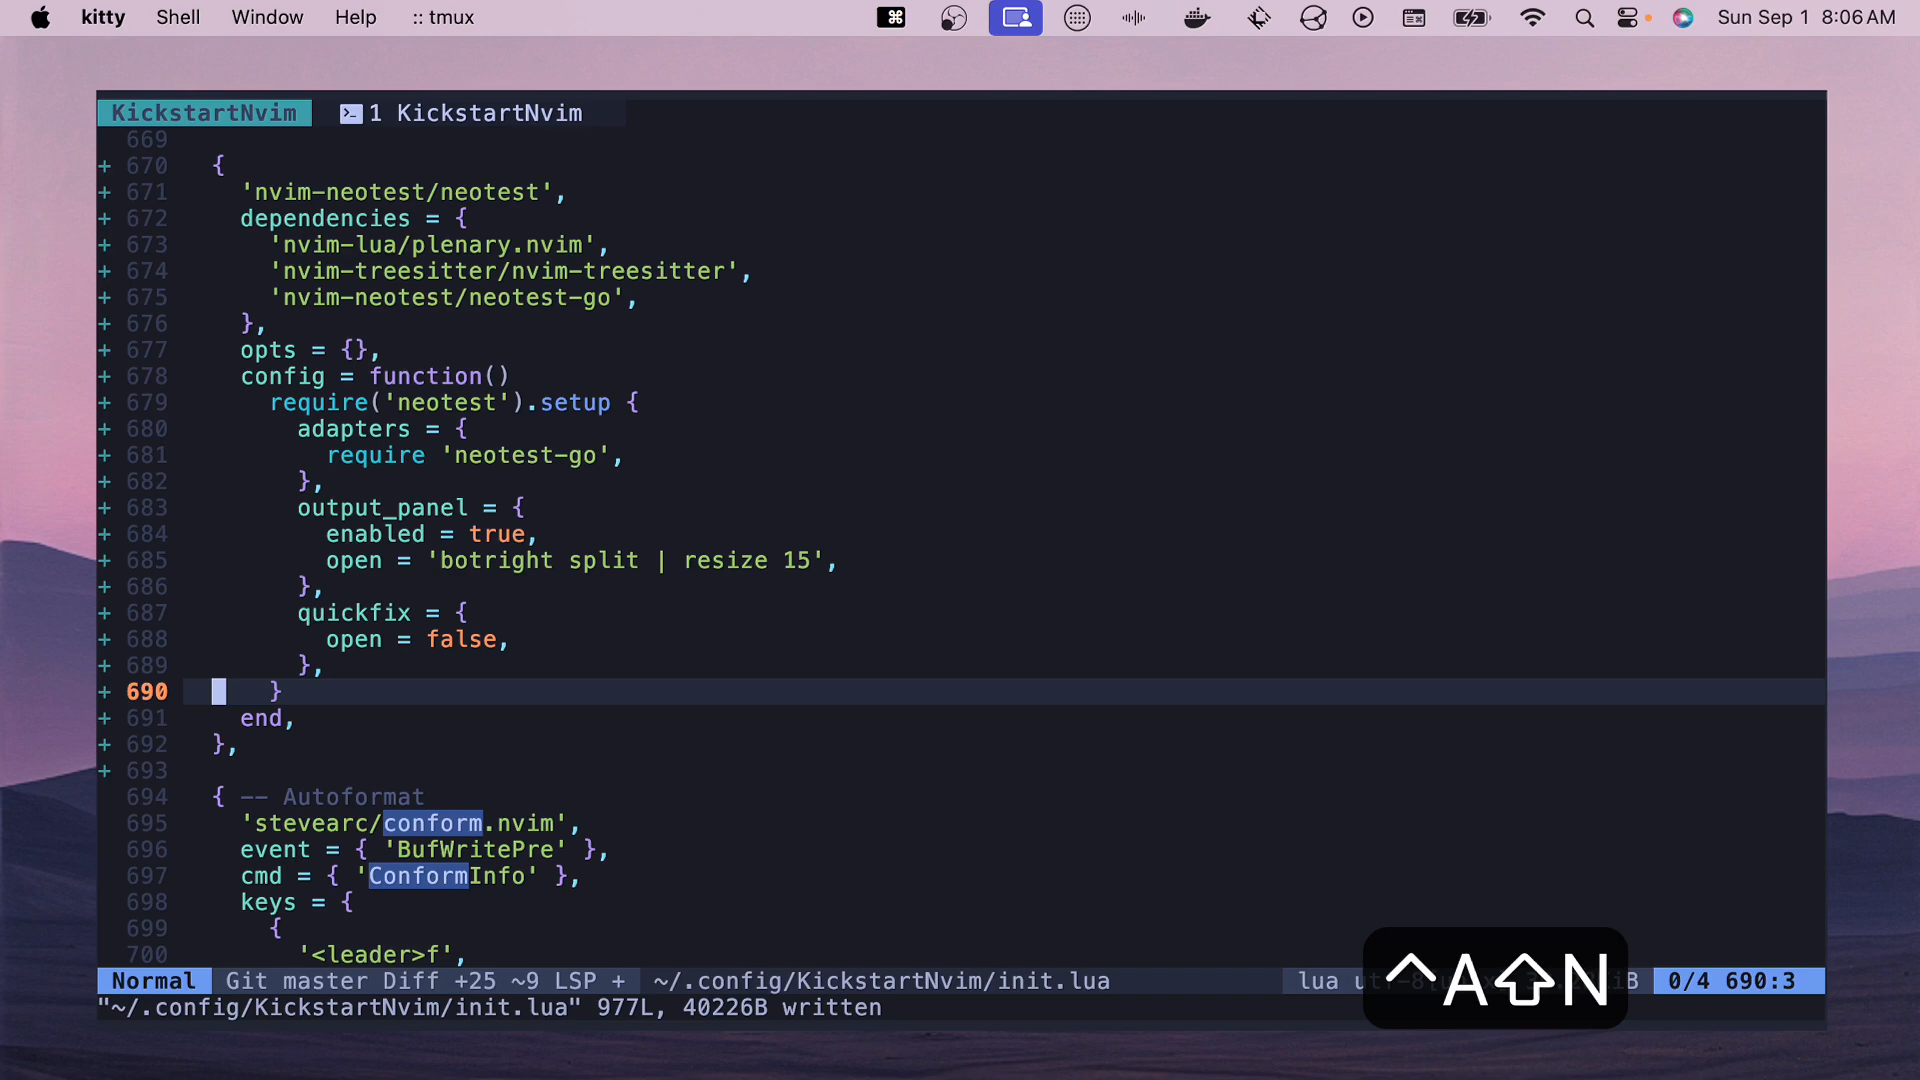 kitty Shell Window Help :: tmux Sun Sep 1 8:06 AM
KickstartNvim 1 KickstartNvim
669
+ 670 {
+ 671 'nvim-neotest/neotest',
+ 672 dependencies = {
+ 673 'nvim-lua/plenary.nvim',
+ 674 'nvim-treesitter/nvim-treesitter',
+ 675 'nvim-neotest/neotest-go',
+ 676 },
+ 677 opts = {},
+ 678 config = function()
+ 679 require('neotest').setup {
+ 680 adapters = {
+ 681 require 'neotest-go',
+ 682 },
+ 683 output_panel = {
+ 684 enabled = true,
+ 685 open = 'botright split | resize 15',
+ 686 },
+ 687 quickfix = {
+ 688 open = false,
+ 689 },
+ 690 }
+ 691 end,
+ 692 },
+ 693
694 { -- Autoformat
695 'stevearc/conform.nvim',
696 event = { 'BufWritePre' },
697 cmd = { 'ConformInfo' },
698 keys = {
699 {
700 '<leader>f',
Normal Git master Diff +25 ~9 LSP + ~/.config/KickstartNvim/init.lua lua 0/4 690:3
"~/.config/KickstartNvim/init.lua" 977L, 40226B written
^A⇧N